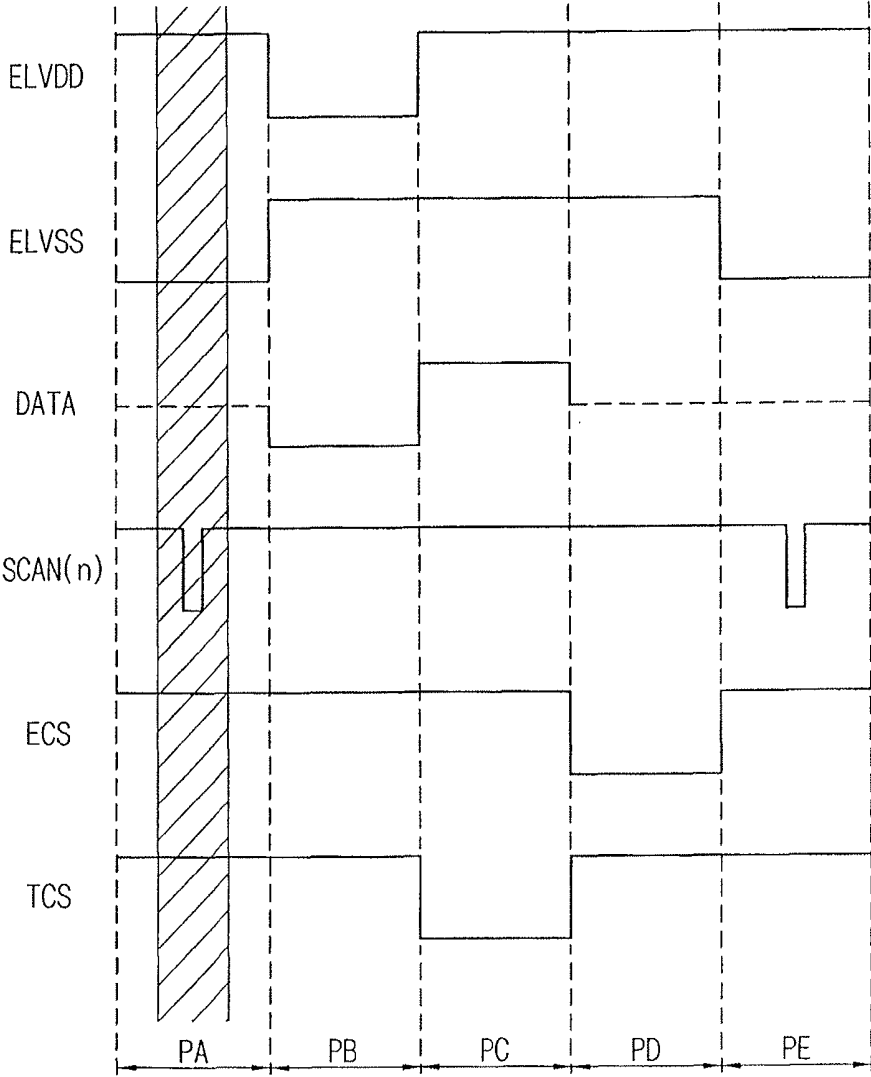 ELVDD
ELVSS
DATA
SCAN(n)
ECS
TCS
PA PB PC PD PE